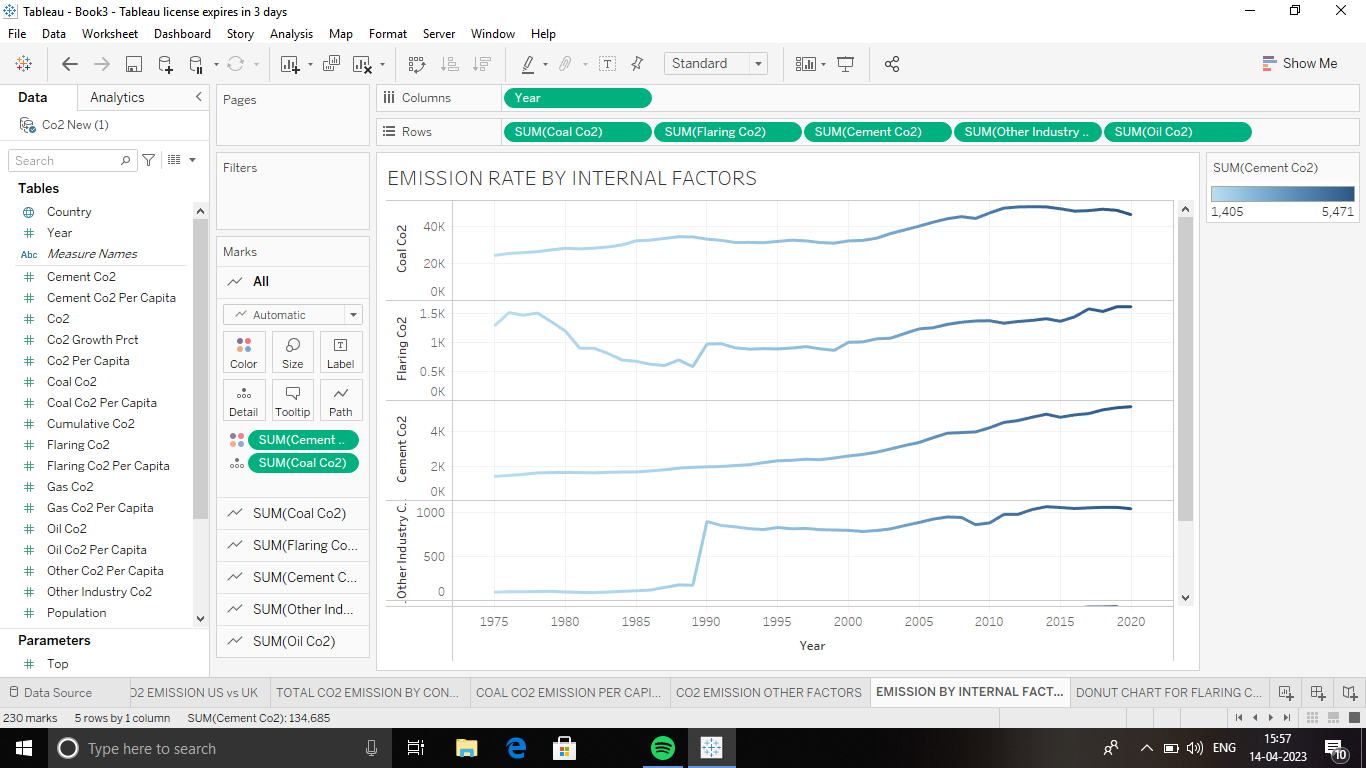 Tableau - Book3 - Tableau license expires in 3 days
File Data Worksheet Dashboard Story Analysis Map Format Server Window Help
Standard
Show Me
Data Analytics
Co2 New (1)
Search
Tables
Country
Year
Abc Measure Names
Cement Co2
Cement Co2 Per Capita
Co2
Co2 Growth Prct
Co2 Per Capita
Coal Co2
Coal Co2 Per Capita
Cumulative Co2
Flaring Co2
Flaring Co2 Per Capita
Gas Co2
Gas Co2 Per Capita
Oil Co2
Oil Co2 Per Capita
Other Co2 Per Capita
Other Industry Co2
Population
Parameters
Top
Pages
Filters
Marks
All
Automatic
Color Size Label
Detail Tooltip Path
SUM(Cement ..
SUM(Coal Co2)
SUM(Coal Co2)
SUM(Flaring Co...
SUM(Cement C...
SUM(Other Ind...
SUM(Oil Co2)
Columns Year
Rows SUM(Coal Co2) SUM(Flaring Co2) SUM(Cement Co2) SUM(Other Industry .. SUM(Oil Co2)
EMISSION RATE BY INTERNAL FACTORS
Coal Co2
40K
20K
0K
Flaring Co2
1.5K
1K
0.5K
0K
Cement Co2
4K
2K
0K
Other Industry C..
1000
500
0
1975 1980 1985 1990 1995 2000 2005 2010 2015 2020
Year
SUM(Cement Co2)
1,405 5,471
Data Source O2 EMISSION US vs UK TOTAL CO2 EMISSION BY CON... COAL CO2 EMISSION PER CAPI... CO2 EMISSION OTHER FACTORS EMISSION BY INTERNAL FACT... DONUT CHART FOR FLARING C...
230 marks 5 rows by 1 column SUM(Cement Co2): 134,685
Type here to search
ENG
15:57
14-04-2023
10